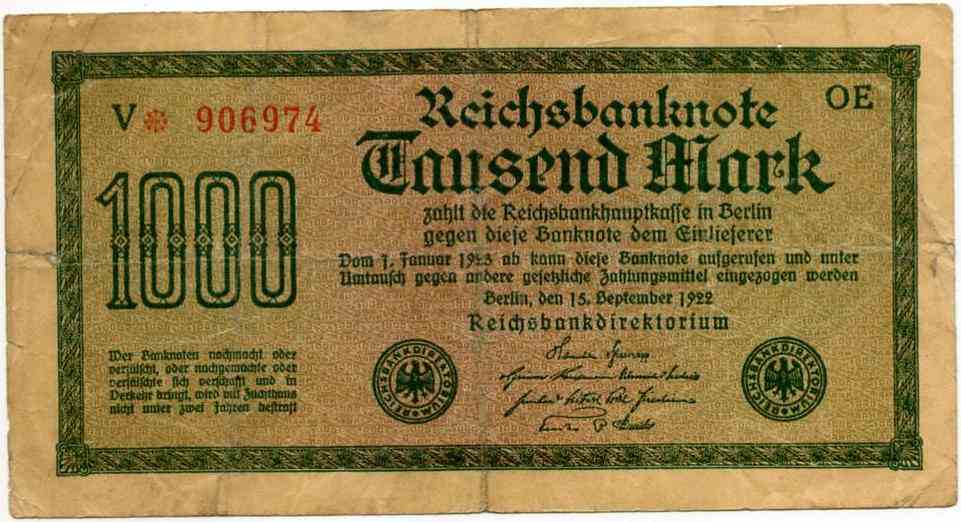 V* 906974
OE
Reichsbanknote
Tausend Mark
1000
zahlt die Reichsbankhauptkasse in Berlin
gegen diese Banknote dem Einlieferer
Vom 1. Januar 1923 ab kann diese Banknote aufgerufen und unter
Umtausch gegen andere gesetzliche Zahlungsmittel eingezogen werden
Berlin, den 15. September 1922
Reichsbankdirektorium
Wer Banknoten nachmacht oder
verfälscht, oder nachgemachte oder
verfälschte sich verschafft und in
Verkehr bringt, wird mit Zuchthaus
nicht unter zwei Jahren bestraft
REICHSBANKDIREKTORIUM
REICHSBANKDIREKTORIUM